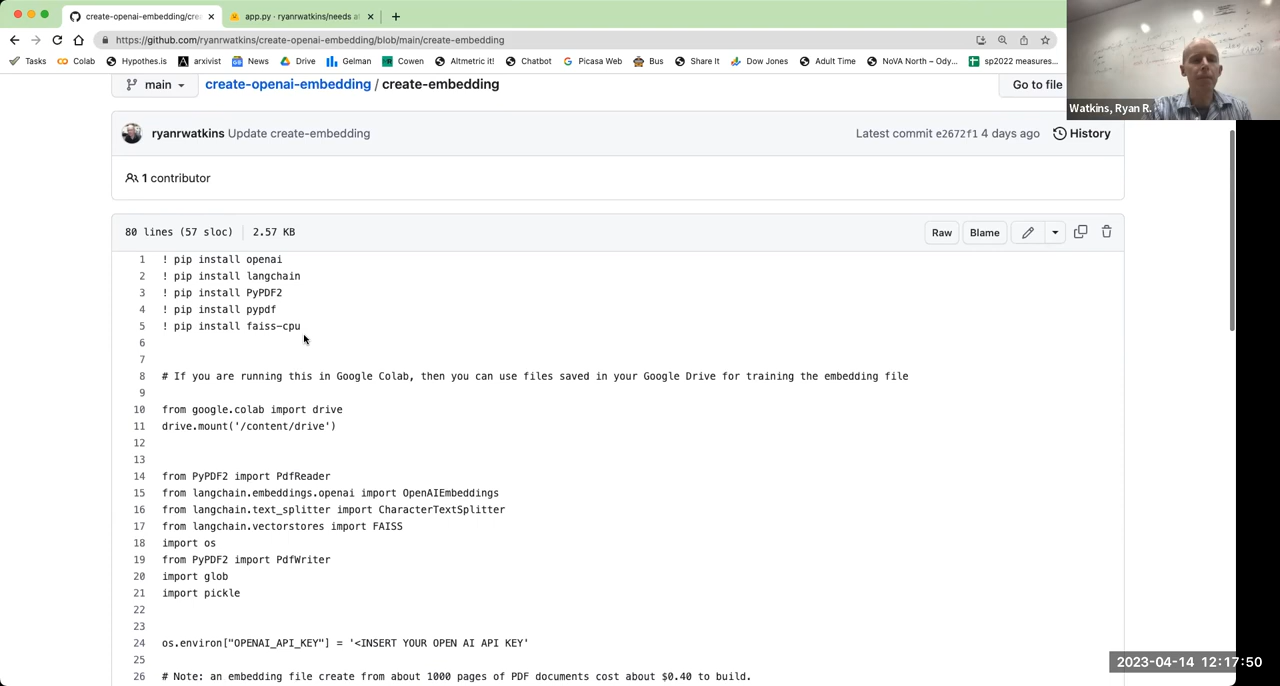 create-openai-embedding/crea
app.py · ryanrwatkins/needs a
https://github.com/ryanrwatkins/create-openai-embedding/blob/main/create-embedding
Tasks Colab Hypothes.is arxivist News Drive Gelman Cowen Altmetric it! Chatbot Picasa Web Bus Share It Dow Jones Adult Time NoVA North – Ody... sp2022 measures...
Watkins, Ryan R.
main create-openai-embedding / create-embedding Go to file
ryanrwatkins Update create-embedding Latest commit e2672f1 4 days ago History
1 contributor
80 lines (57 sloc) 2.57 KB Raw Blame
1 ! pip install openai
2 ! pip install langchain
3 ! pip install PyPDF2
4 ! pip install pypdf
5 ! pip install faiss-cpu
6
7
8 # If you are running this in Google Colab, then you can use files saved in your Google Drive for training the embedding file
9
10 from google.colab import drive
11 drive.mount('/content/drive')
12
13
14 from PyPDF2 import PdfReader
15 from langchain.embeddings.openai import OpenAIEmbeddings
16 from langchain.text_splitter import CharacterTextSplitter
17 from langchain.vectorstores import FAISS
18 import os
19 from PyPDF2 import PdfWriter
20 import glob
21 import pickle
22
23
24 os.environ["OPENAI_API_KEY"] = '<INSERT YOUR OPEN AI API KEY'
25
26 # Note: an embedding file create from about 1000 pages of PDF documents cost about $0.40 to build.
2023-04-14 12:17:50